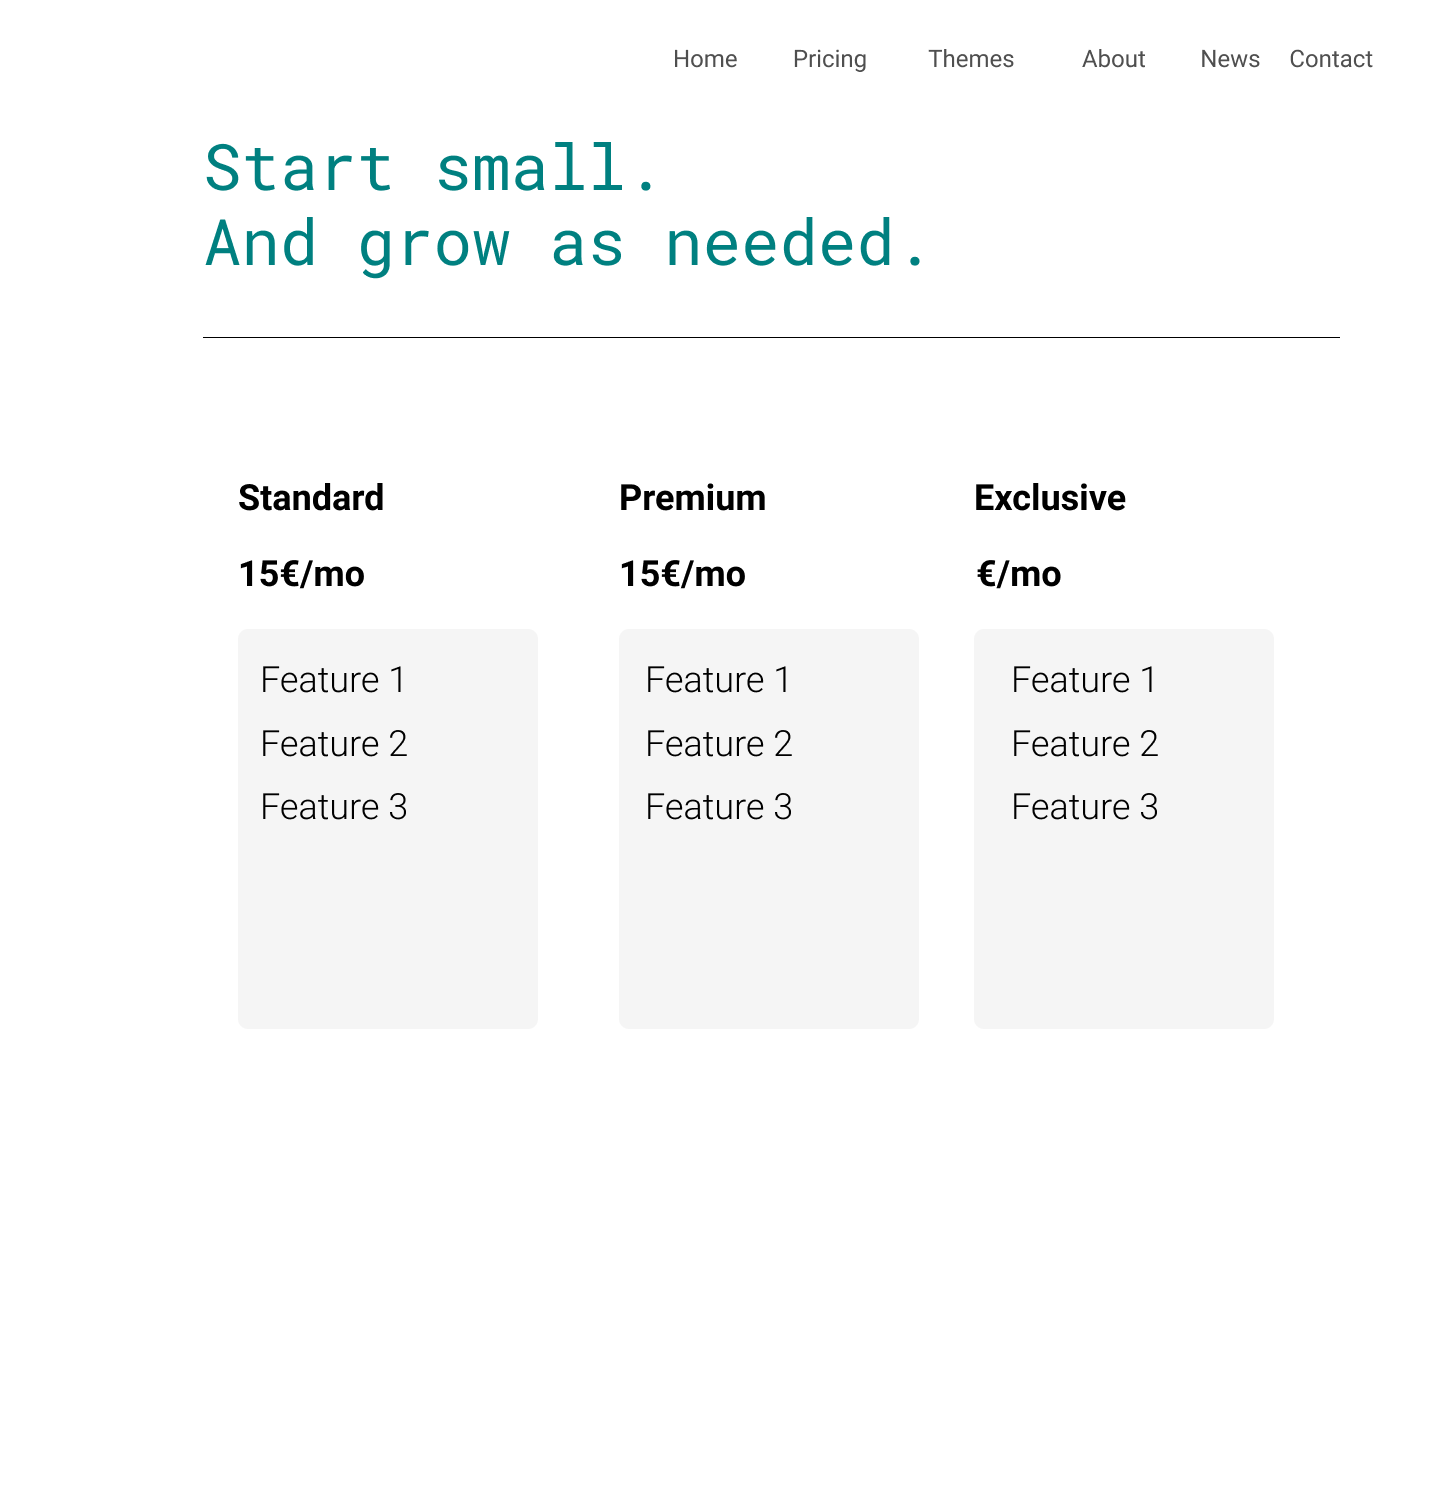 Home Pricing Themes About News Contact
Start small.
And grow as needed.
Standard Premium Exclusive
15€/mo 15€/mo €/mo
Feature 1 Feature 1 Feature 1
Feature 2 Feature 2 Feature 2
Feature 3 Feature 3 Feature 3